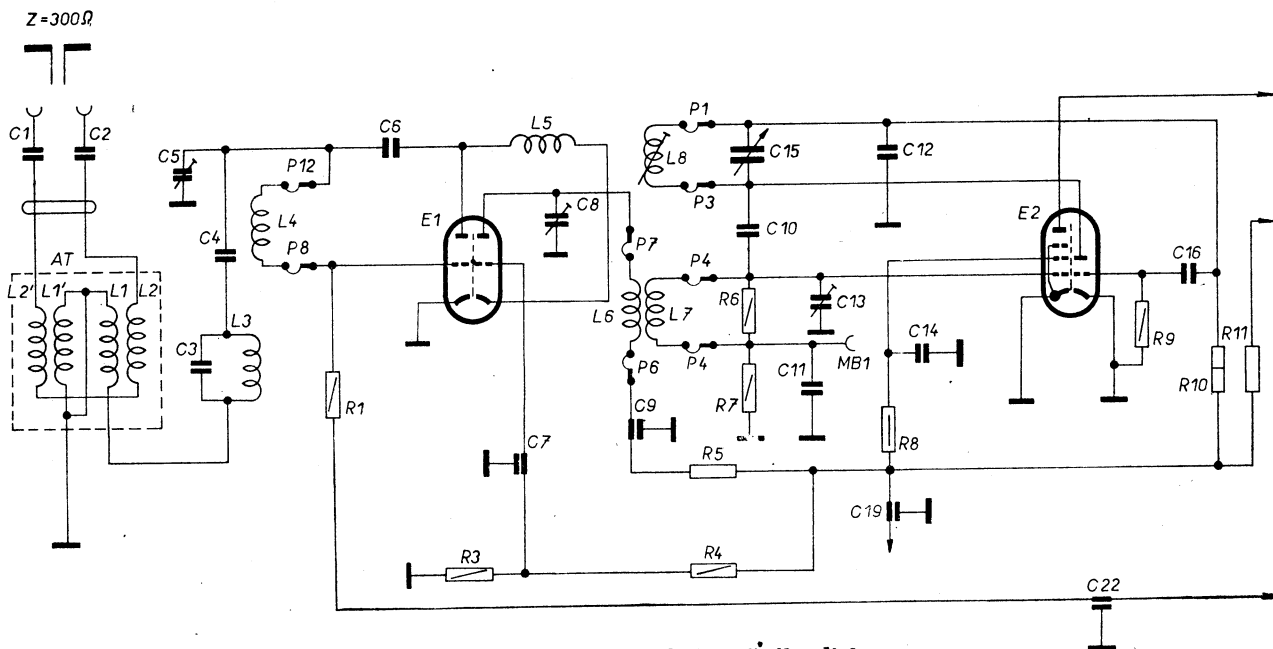 Z=300Ω
C1
C2
C5
C6
L5
P12
L4
P8
C4
E1
C8
P7
P1
L8
C15
C12
P3
C10
E2
C16
AT
L2'
L1'
L1
L2
L3
C3
R1
L6
L7
P4
R6
C13
P4
P6
MB1
C14
R9
R11
R10
C11
R7
C9
C7
R8
R5
C19
R3
R4
C22